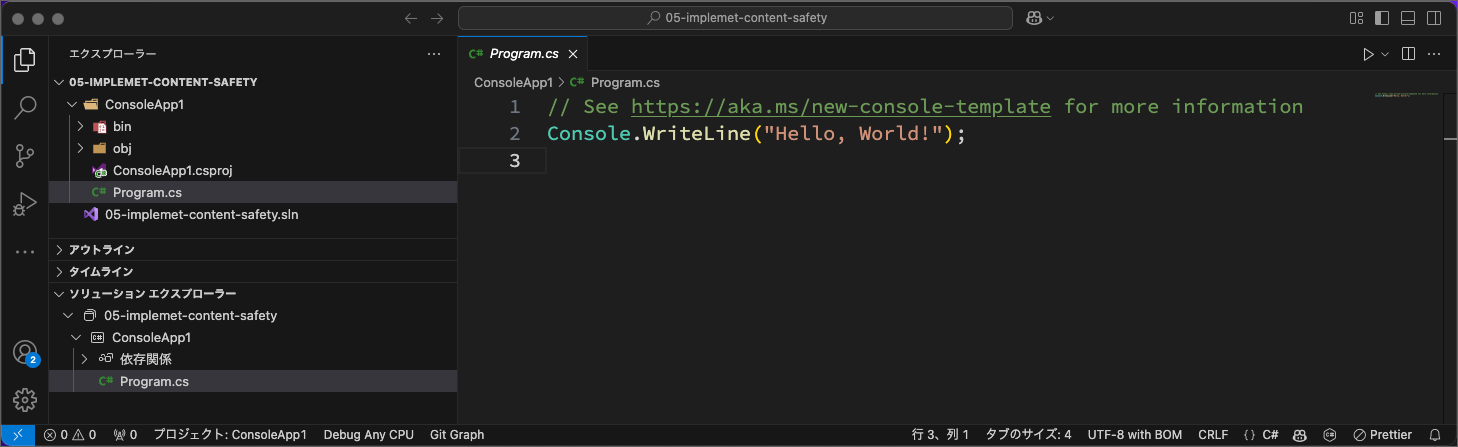 05-implemet-content-safety
エクスプローラー
05-IMPLEMET-CONTENT-SAFETY
ConsoleApp1
bin
obj
ConsoleApp1.csproj
C# Program.cs
05-implemet-content-safety.sln
アウトライン
タイムライン
ソリューション エクスプローラー
05-implemet-content-safety
C# ConsoleApp1
依存関係
C# Program.cs
2
C# Program.cs
ConsoleApp1 > C# Program.cs
1 // See https://aka.ms/new-console-template for more information
2 Console.WriteLine("Hello, World!");
3
0 0 0 プロジェクト: ConsoleApp1 Debug Any CPU Git Graph 行 3、列 1 タブのサイズ: 4 UTF-8 with BOM CRLF {} C# Prettier